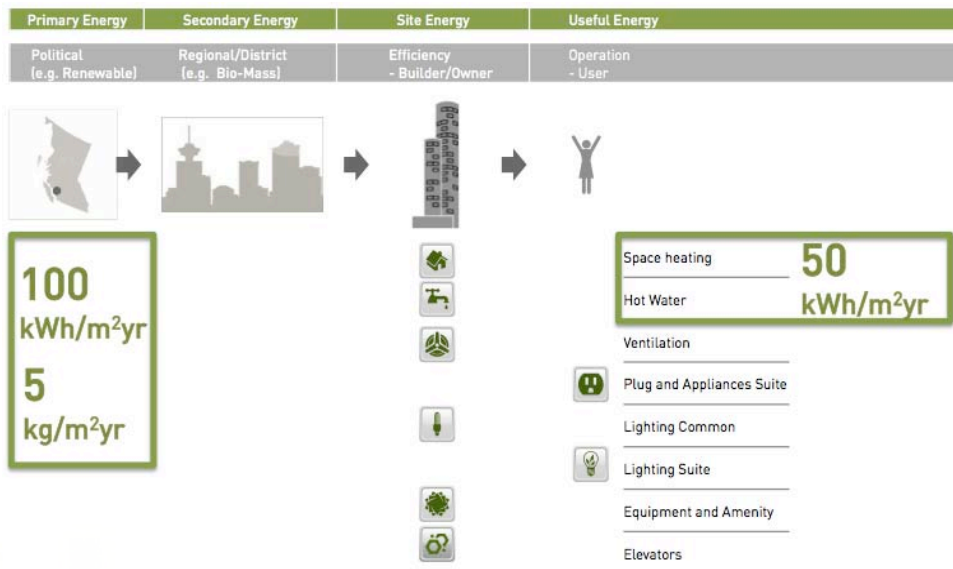 Primary Energy
Secondary Energy
Site Energy
Useful Energy
Political
(e.g. Renewable)
Regional/District
(e.g. Bio-Mass)
Efficiency
- Builder/Owner
Operation
- User
100
kWh/m²yr
5
kg/m²yr
Space heating
Hot Water
50
kWh/m²yr
Ventilation
Plug and Appliances Suite
Lighting Common
Lighting Suite
Equipment and Amenity
Elevators